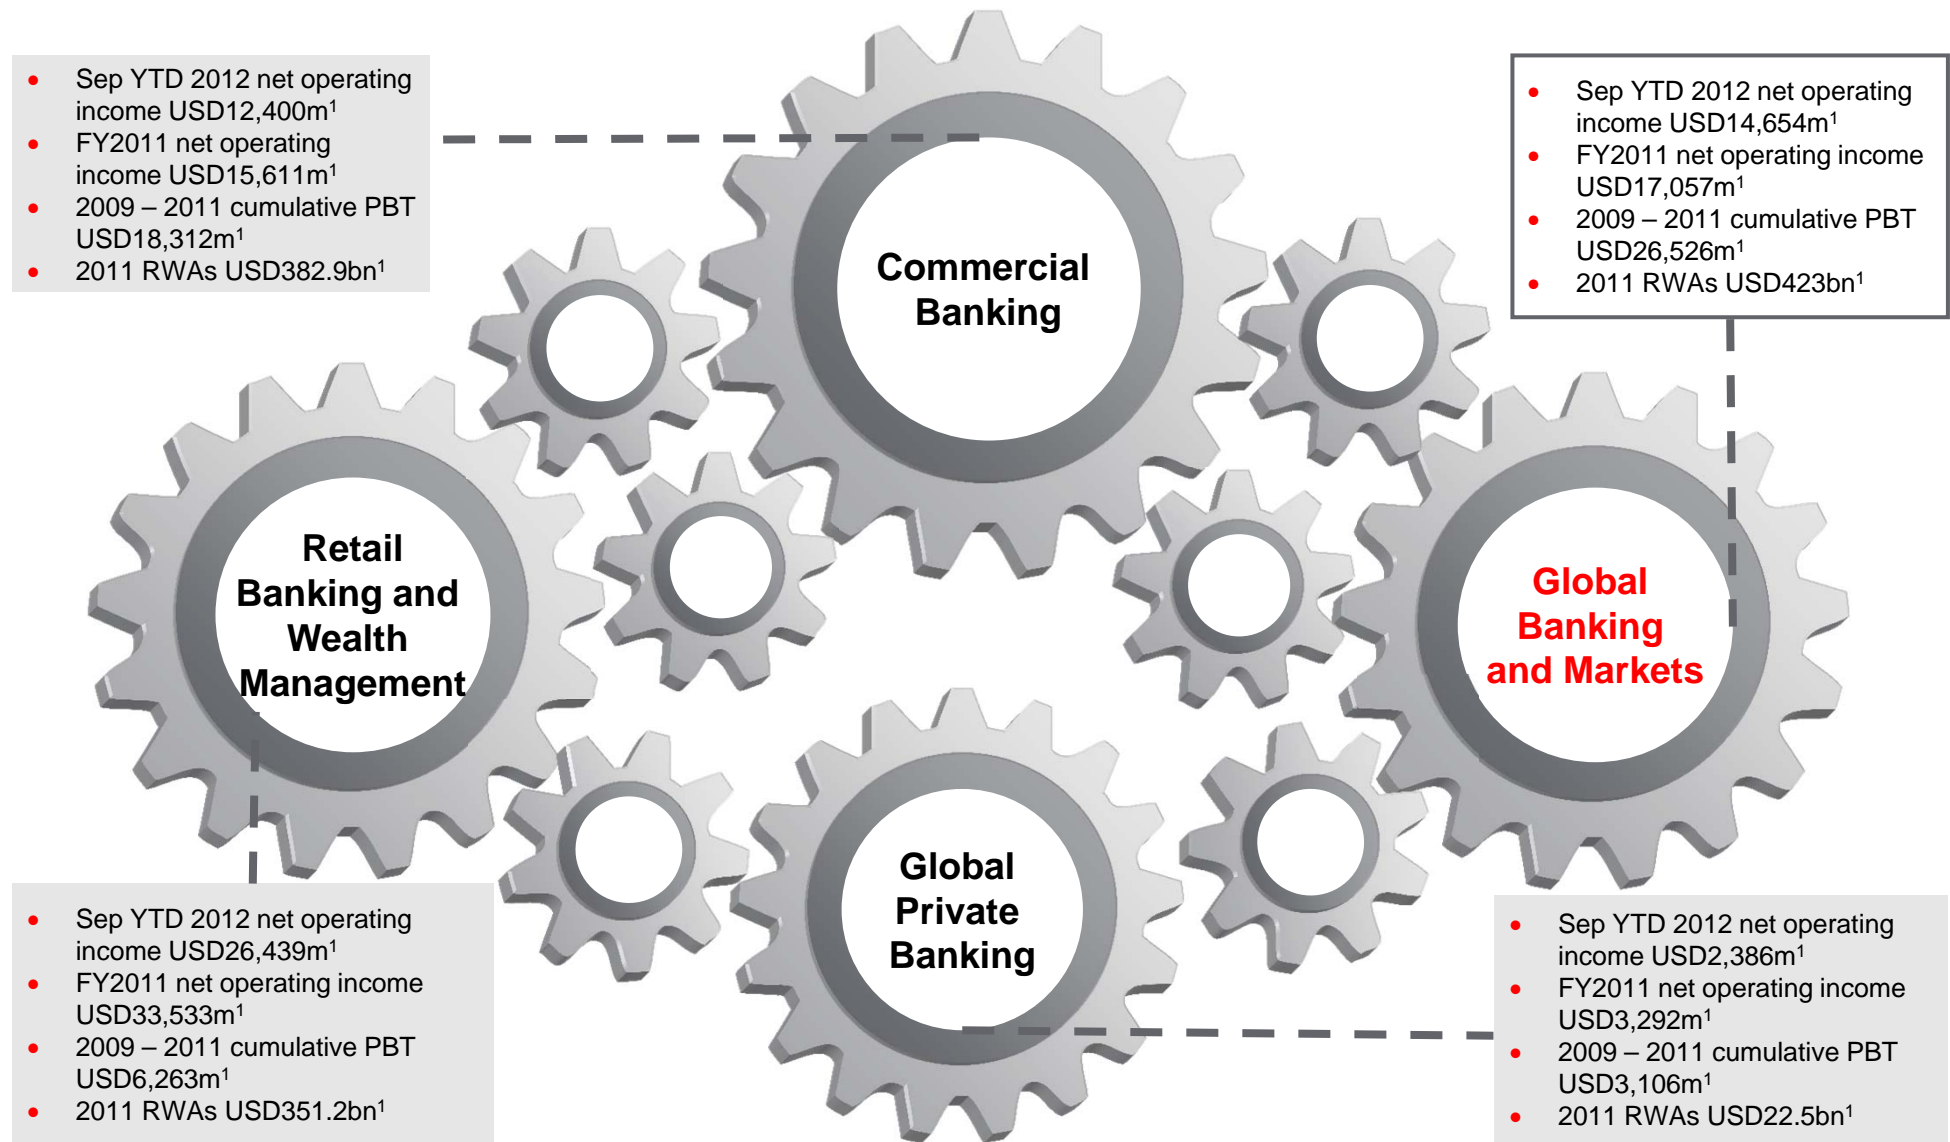 • Sep YTD 2012 net operating
income USD12,400m¹
• FY2011 net operating
income USD15,611m¹
• 2009 – 2011 cumulative PBT
USD18,312m¹
• 2011 RWAs USD382.9bn¹
• Sep YTD 2012 net operating
income USD14,654m¹
• FY2011 net operating income
USD17,057m¹
• 2009 – 2011 cumulative PBT
USD26,526m¹
• 2011 RWAs USD423bn¹
Commercial
Banking
Retail
Banking and
Wealth
Management
Global
Banking
and Markets
Global
Private
Banking
• Sep YTD 2012 net operating
income USD26,439m¹
• FY2011 net operating income
USD33,533m¹
• 2009 – 2011 cumulative PBT
USD6,263m¹
• 2011 RWAs USD351.2bn¹
• Sep YTD 2012 net operating
income USD2,386m¹
• FY2011 net operating income
USD3,292m¹
• 2009 – 2011 cumulative PBT
USD3,106m¹
• 2011 RWAs USD22.5bn¹